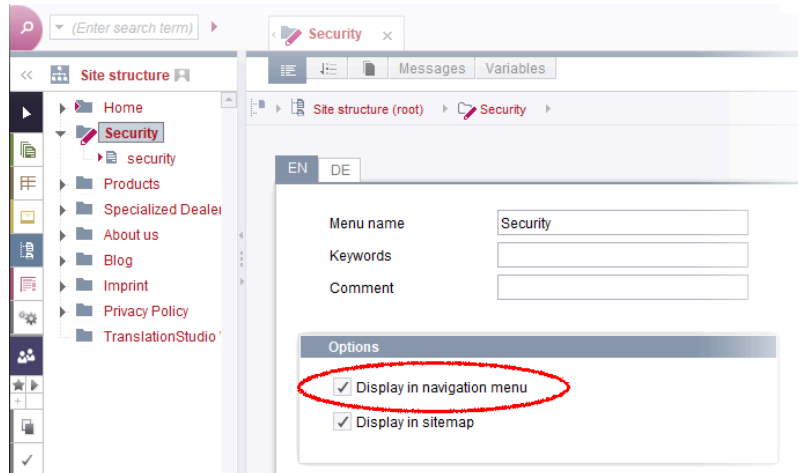 (Enter search term)
Security
Site structure
Messages Variables
Site structure (root) Security
Home
Security
security
Products
Specialized Dealer
About us
Blog
Imprint
Privacy Policy
TranslationStudio
EN DE
Menu name Security
Keywords
Comment
Options
Display in navigation menu
Display in sitemap